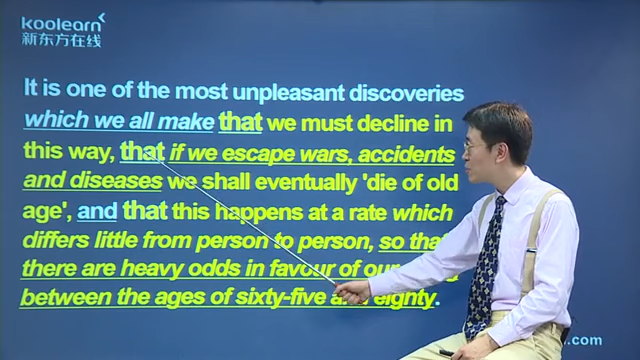 koolearn
新东方在线
It is one of the most unpleasant discoveries
which we all make that we must decline in
this way, that if we escape wars, accidents
and diseases we shall eventually 'die of old
age', and that this happens at a rate which
differs little from person to person, so that
there are heavy odds in favour of our
between the ages of sixty-five and eighty.
.com